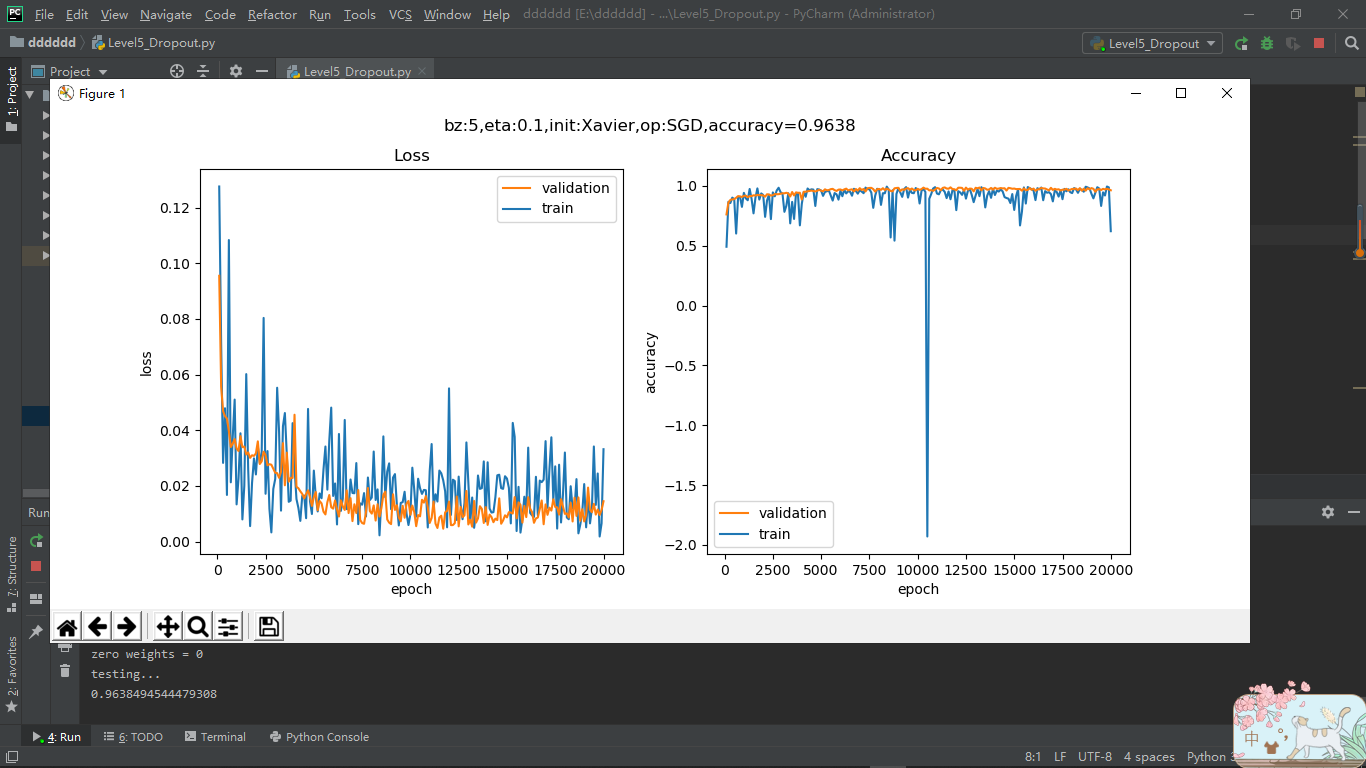 PC File Edit View Navigate Code Refactor Run Tools VCS Window Help dddddd [E:\dddddd] - ...\Level5_Dropout.py - PyCharm (Administrator)
dddddd Level5_Dropout.py Level5_Dropout
Project Level5_Dropout.py
1: Project
Figure 1
bz:5,eta:0.1,init:Xavier,op:SGD,accuracy=0.9638
Loss
validation
train
0.12
0.10
0.08
0.06
0.04
0.02
0.00
loss
0 2500 5000 7500 10000 12500 15000 17500 20000
epoch
Accuracy
1.0
0.5
0.0
−0.5
−1.0
−1.5
−2.0
accuracy
validation
train
0 2500 5000 7500 10000 12500 15000 17500 20000
epoch
Run
7: Structure
2: Favorites
zero weights = 0
testing...
0.9638494544479308
4: Run 6: TODO Terminal Python Console
8:1 LF UTF-8 4 spaces Python
中